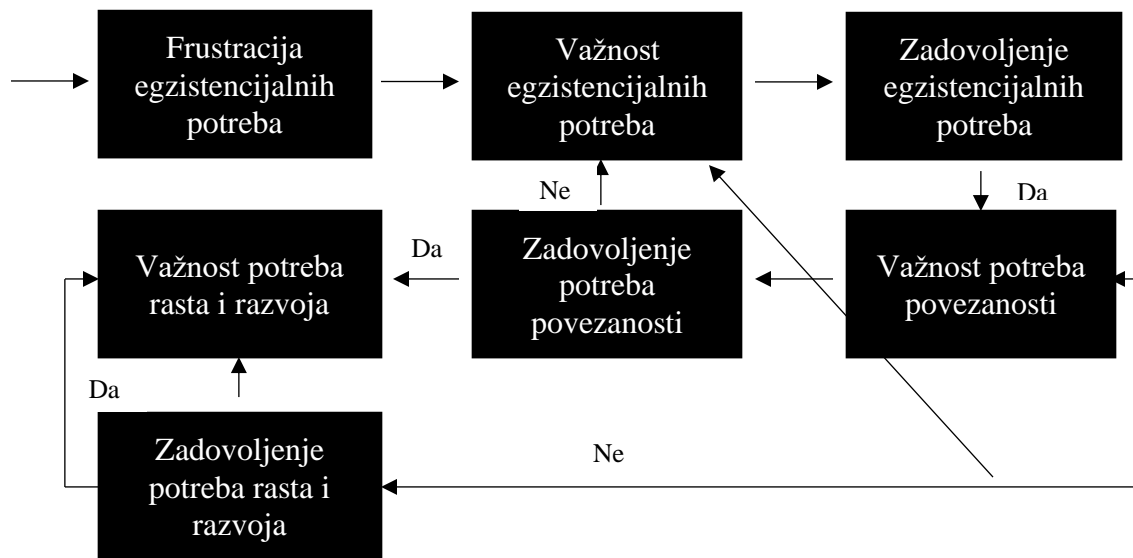 Frustracija
egzistencijalnih
potreba
Važnost
egzistencijalnih
potreba
Zadovoljenje
egzistencijalnih
potreba
Ne
Da
Važnost potreba
rasta i razvoja
Da
Zadovoljenje
potreba
povezanosti
Važnost potreba
povezanosti
Da
Zadovoljenje
potreba rasta i
razvoja
Ne